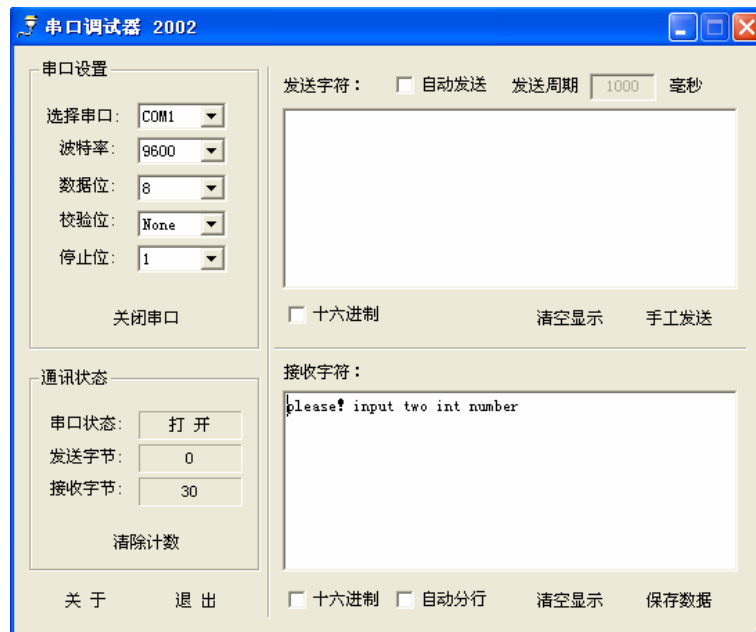 串口调试器 2002
串口设置
选择串口: COM1
波特率: 9600
数据位: 8
校验位: None
停止位: 1
关闭串口
通讯状态
串口状态: 打 开
发送字节: 0
接收字节: 30
清除计数
关 于 退 出
发送字符： 自动发送 发送周期 1000 毫秒
十六进制 清空显示 手工发送
接收字符：
please! input two int number
十六进制 自动分行 清空显示 保存数据